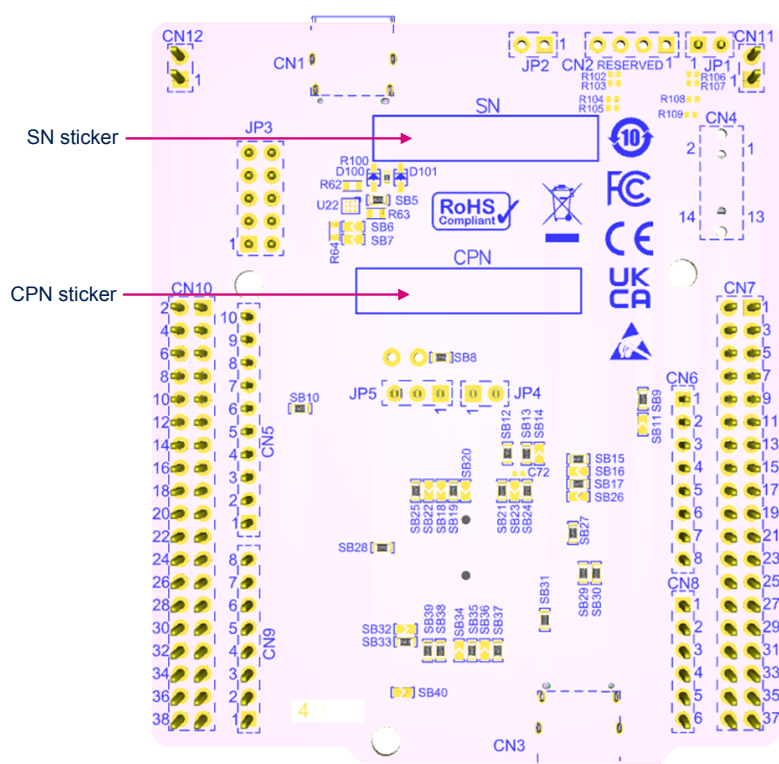 CN12
1
CN1
JP2
1
CN2
RESERVED
1
1
JP1
CN11
1
R102
R103
R106
R107
R104
R105
R108
R109
SN sticker
SN
10
CN4
2
1
14
13
JP3
1
R100
D100
D101
R62
U22
SB5
R63
SB6
SB7
R64
RoHS
Compliant
FC
CE
UK
CA
CPN sticker
CPN
CN10
2
4
6
8
10
12
14
16
18
20
22
24
26
28
30
32
34
36
38
10
9
8
7
6
5
4
3
2
1
CN5
8
7
6
5
4
3
2
1
CN9
SB8
SB10
JP5
1
1
JP4
SB9
SB11
SB12
SB13
SB14
SB15
SB16
SB17
SB26
C72
SB20
SB25
SB22
SB18
SB19
SB21
SB23
SB24
SB27
SB28
SB29
SB30
SB31
SB32
SB33
SB39
SB38
SB34
SB35
SB36
SB37
SB40
4 3
CN3
CN6
1
2
3
4
5
6
7
8
CN8
1
2
3
4
5
6
CN7
1
3
5
7
9
11
13
15
17
19
21
23
25
27
29
31
33
35
37